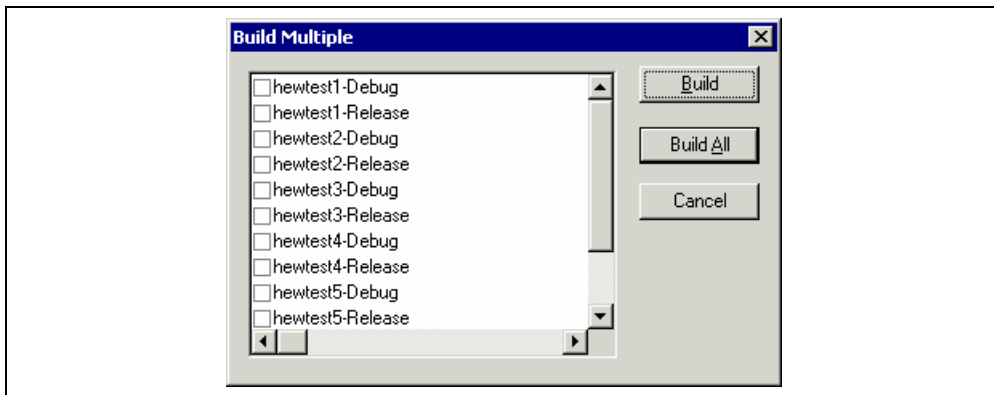 Build Multiple
hewtest1-Debug
hewtest1-Release
hewtest2-Debug
hewtest2-Release
hewtest3-Debug
hewtest3-Release
hewtest4-Debug
hewtest4-Release
hewtest5-Debug
hewtest5-Release
Build
Build All
Cancel